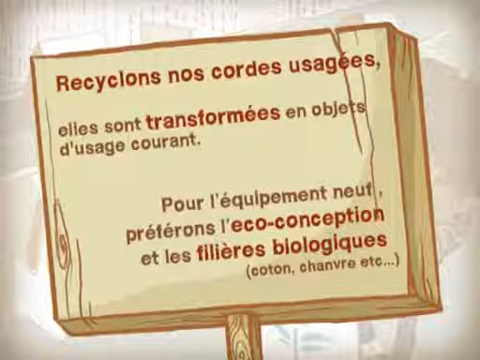 Recyclons nos cordes usagées,
elles sont transformées en objets
d'usage courant.
Pour l'équipement neuf,
préférons l'eco-conception
et les filières biologiques
(coton, chanvre etc...)